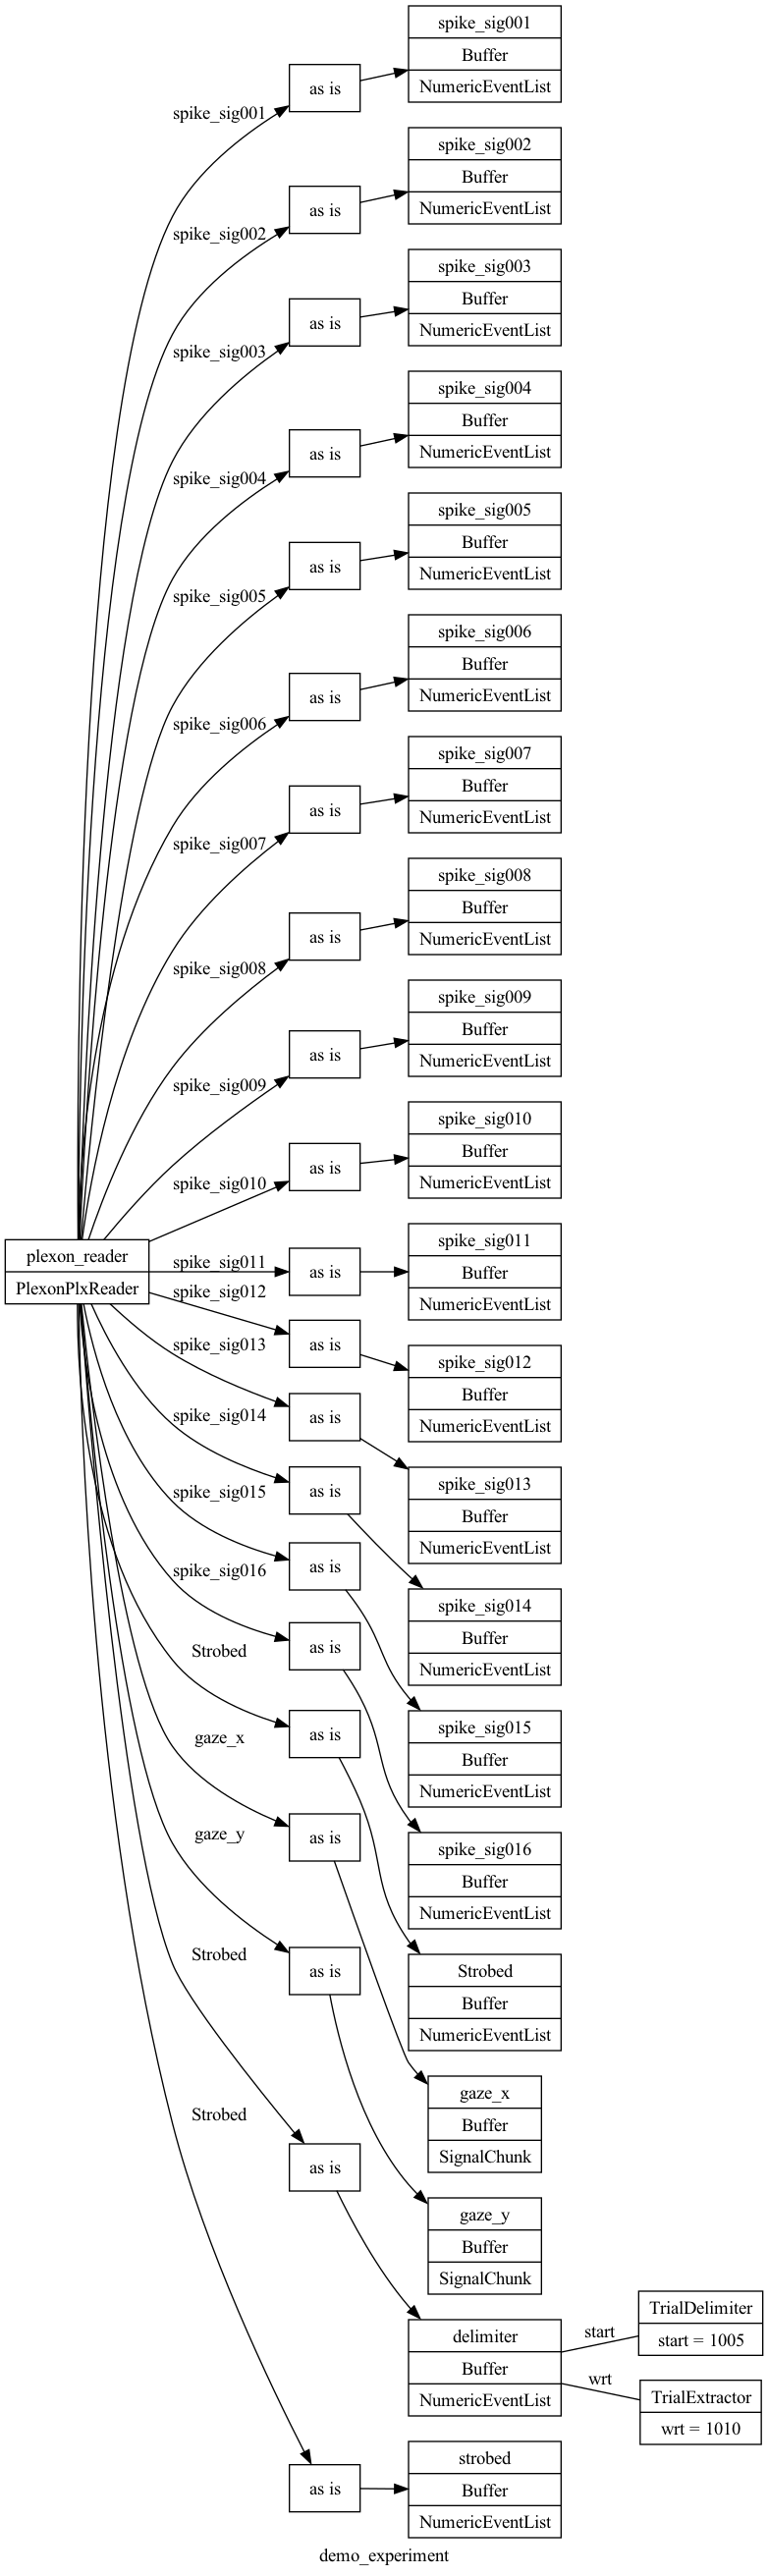 spike_sig001
Buffer
NumericEventList
as is
spike_sig001
spike_sig002
Buffer
NumericEventList
as is
spike_sig002
spike_sig003
Buffer
NumericEventList
as is
spike_sig003
spike_sig004
Buffer
NumericEventList
as is
spike_sig004
spike_sig005
Buffer
NumericEventList
as is
spike_sig005
spike_sig006
Buffer
NumericEventList
as is
spike_sig006
spike_sig007
Buffer
NumericEventList
as is
spike_sig007
spike_sig008
Buffer
NumericEventList
as is
spike_sig008
spike_sig009
Buffer
NumericEventList
as is
spike_sig009
spike_sig010
Buffer
NumericEventList
as is
spike_sig010
plexon_reader
PlexonPlxReader
spike_sig011
as is
spike_sig011
Buffer
NumericEventList
spike_sig012
as is
spike_sig012
Buffer
NumericEventList
spike_sig013
as is
spike_sig013
Buffer
NumericEventList
spike_sig014
as is
spike_sig014
Buffer
NumericEventList
spike_sig015
as is
spike_sig015
Buffer
NumericEventList
spike_sig016
as is
spike_sig016
Buffer
NumericEventList
Strobed
as is
Strobed
Buffer
NumericEventList
gaze_x
as is
gaze_x
Buffer
SignalChunk
gaze_y
as is
gaze_y
Buffer
SignalChunk
Strobed
as is
delimiter
Buffer
NumericEventList
start
TrialDelimiter
start = 1005
wrt
TrialExtractor
wrt = 1010
Strobed
as is
strobed
Buffer
NumericEventList
demo_experiment